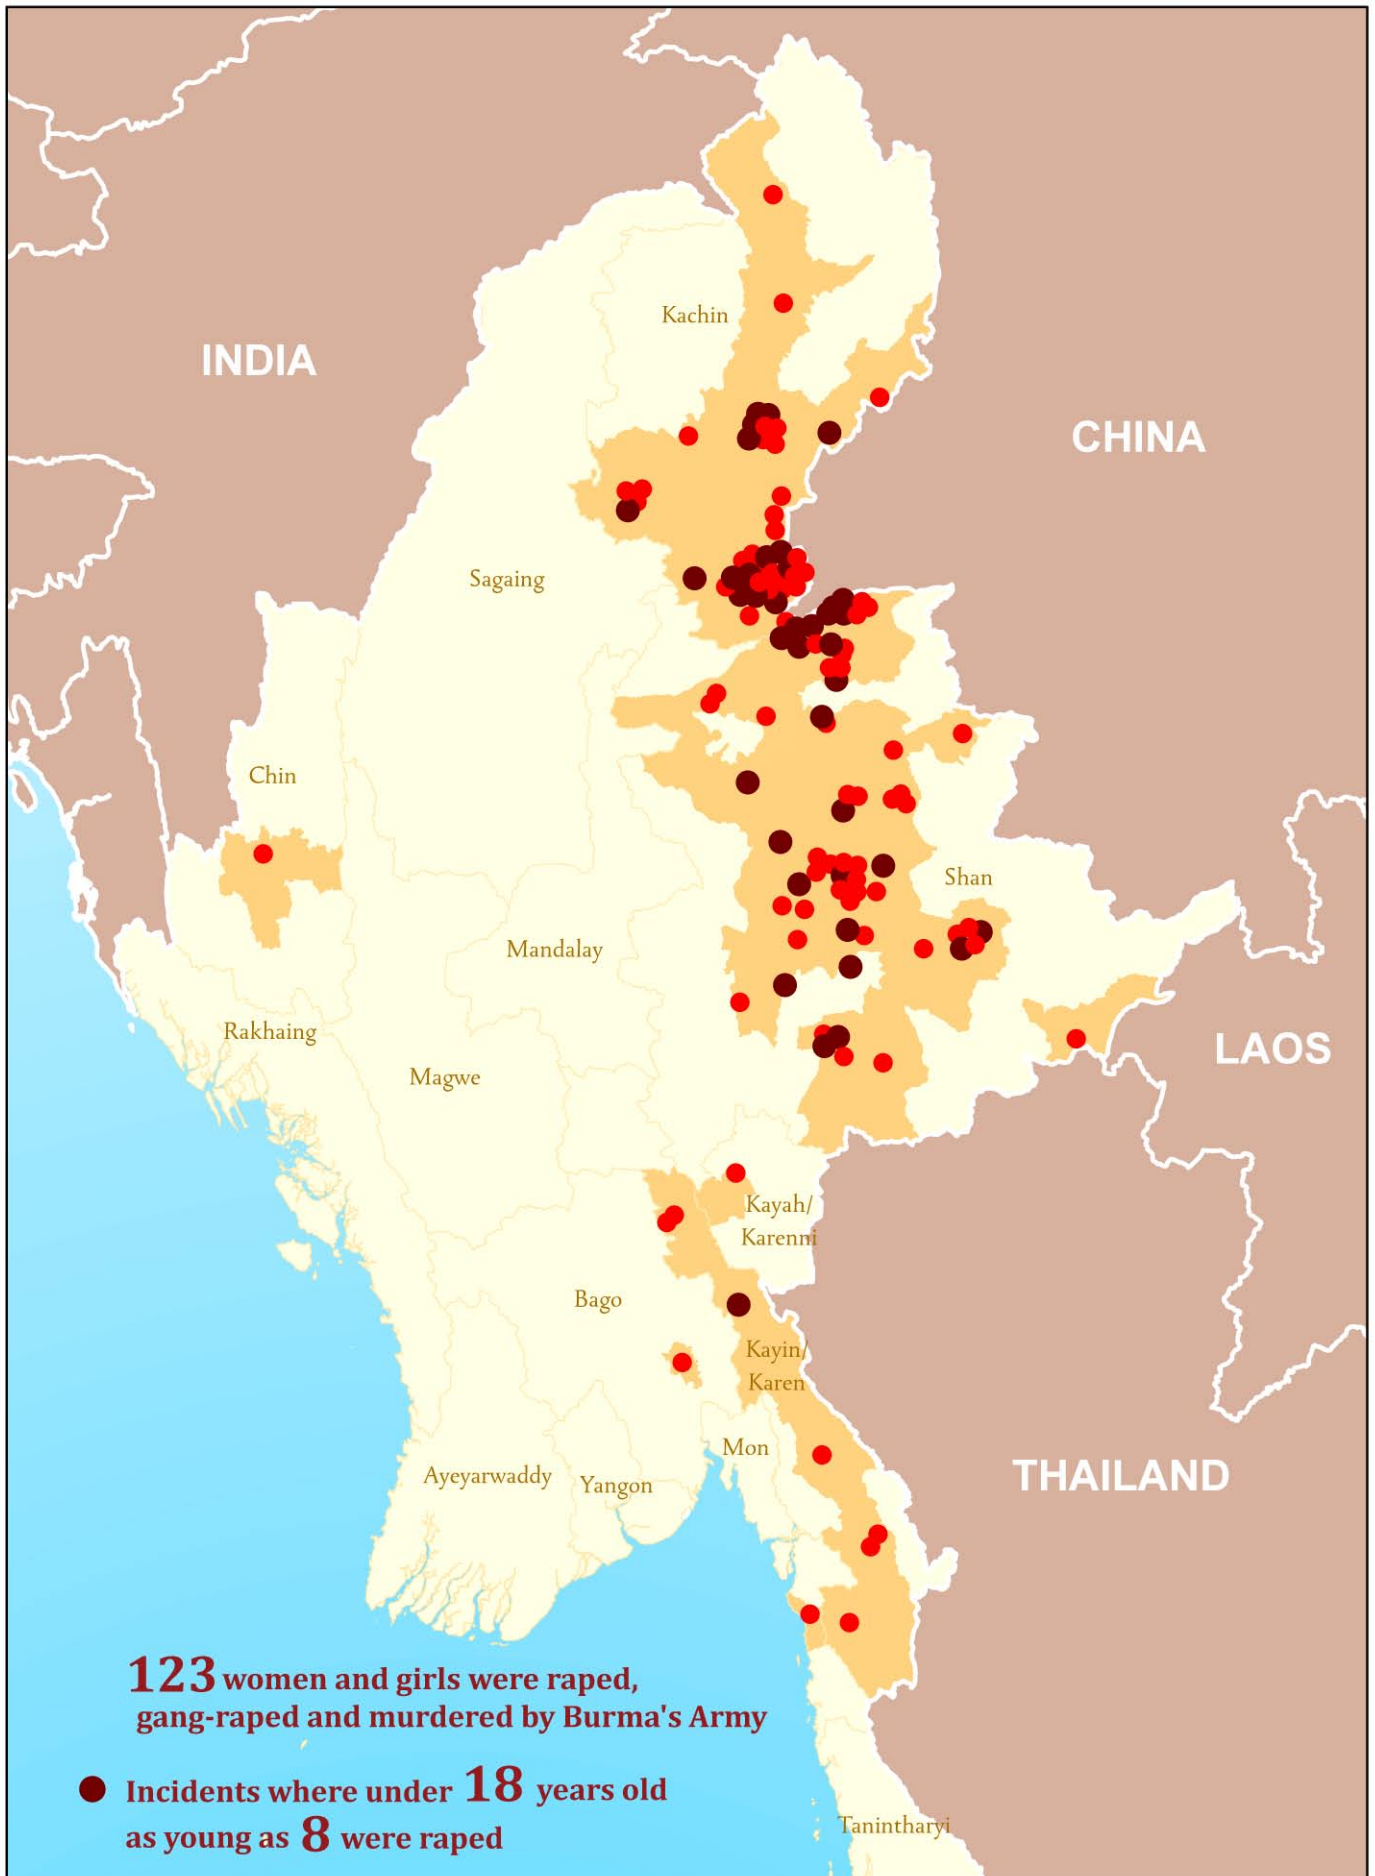 Kachin
INDIA
CHINA
Sagaing
Chin
Shan
Mandalay
Rakhaing
LAOS
Magwe
Kayah/
Karenni
Bago
Kayin/
Karen
Mon
Ayeyarwaddy
Yangon
THAILAND
123 women and girls were raped,
gang-raped and murdered by Burma's Army
Incidents where under 18 years old
as young as 8 were raped
Tanintharyi